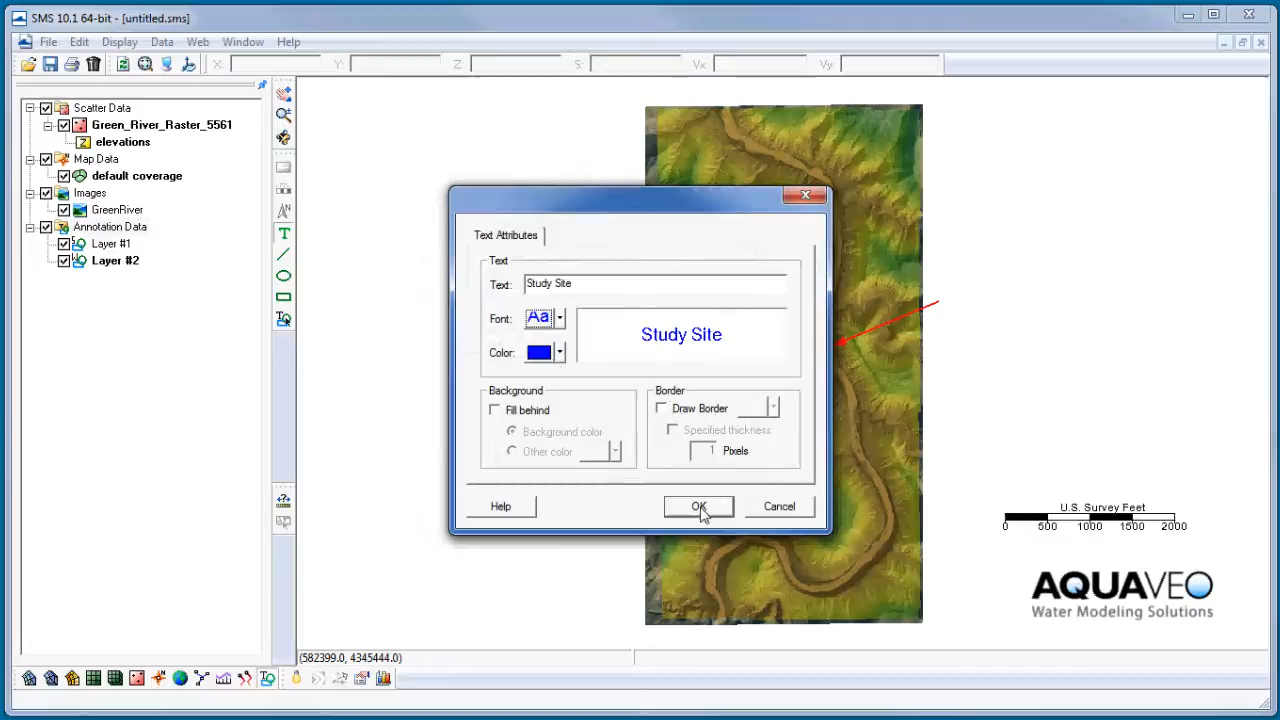 SMS 10.1 64-bit - [untitled.sms]
File Edit Display Data Web Window Help
X: Y: Z S: Vx Vy
Scatter Data
Green_River_Raster_5561
Z elevations
Map Data
default coverage
Images
GreenRiver
Annotation Data
Layer #1
Layer #2
Text Attributes
Text
Text: Study Site
Font: Aa
Study Site
Color:
Background
Fill behind
Background color
Other color
Border
Draw Border
Specified thickness
1 Pixels
Help OK Cancel
U.S. Survey Feet
0 500 1000 1500 2000
AQUAVEO
Water Modeling Solutions
(582399.0, 4345444.0)